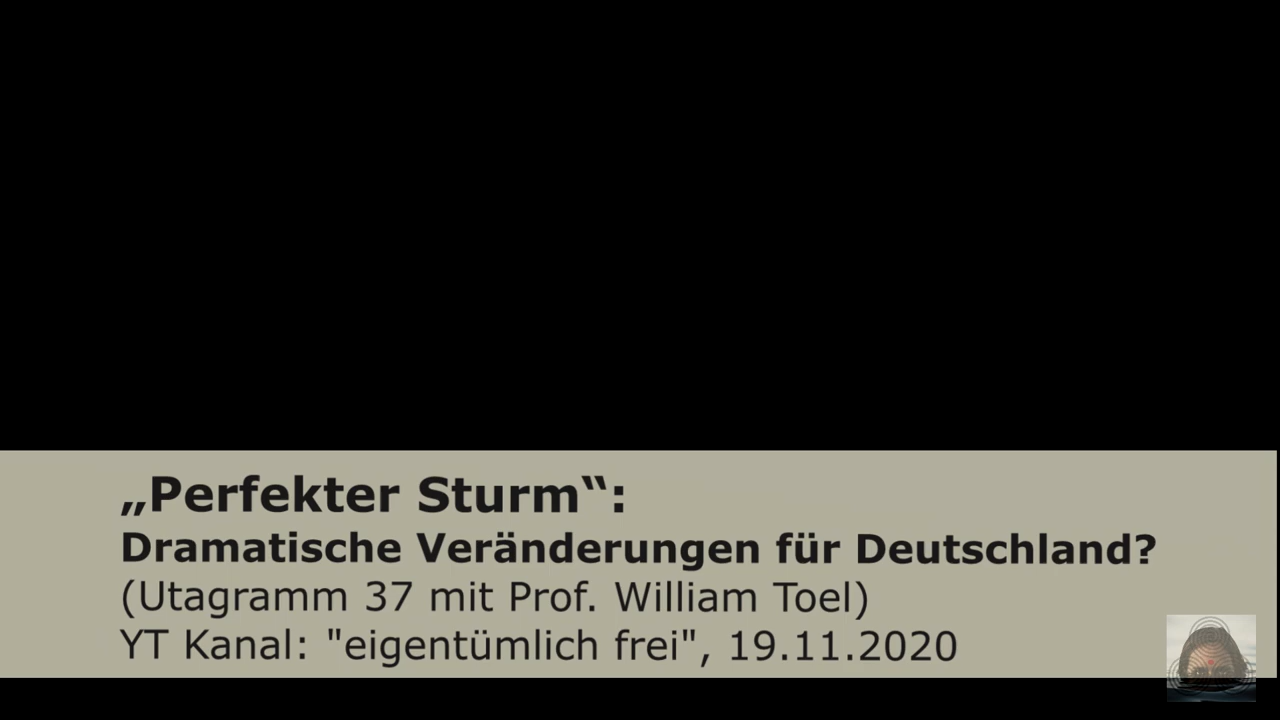 „Perfekter Sturm“:
Dramatische Veränderungen für Deutschland?
(Utagramm 37 mit Prof. William Toel)
YT Kanal: "eigentümlich frei", 19.11.2020